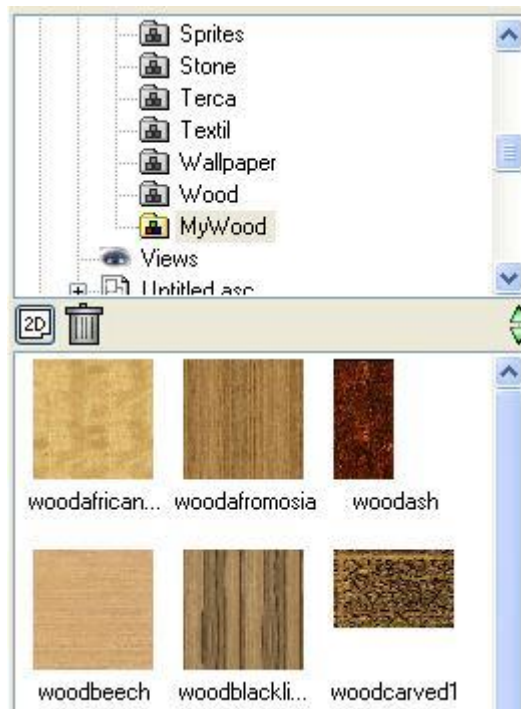 Sprites
Stone
Terca
Textil
Wallpaper
Wood
MyWood
Views
Untitled.asc
2D
woodafrican... woodafromosia woodash
woodbeech woodblackli... woodcarved1